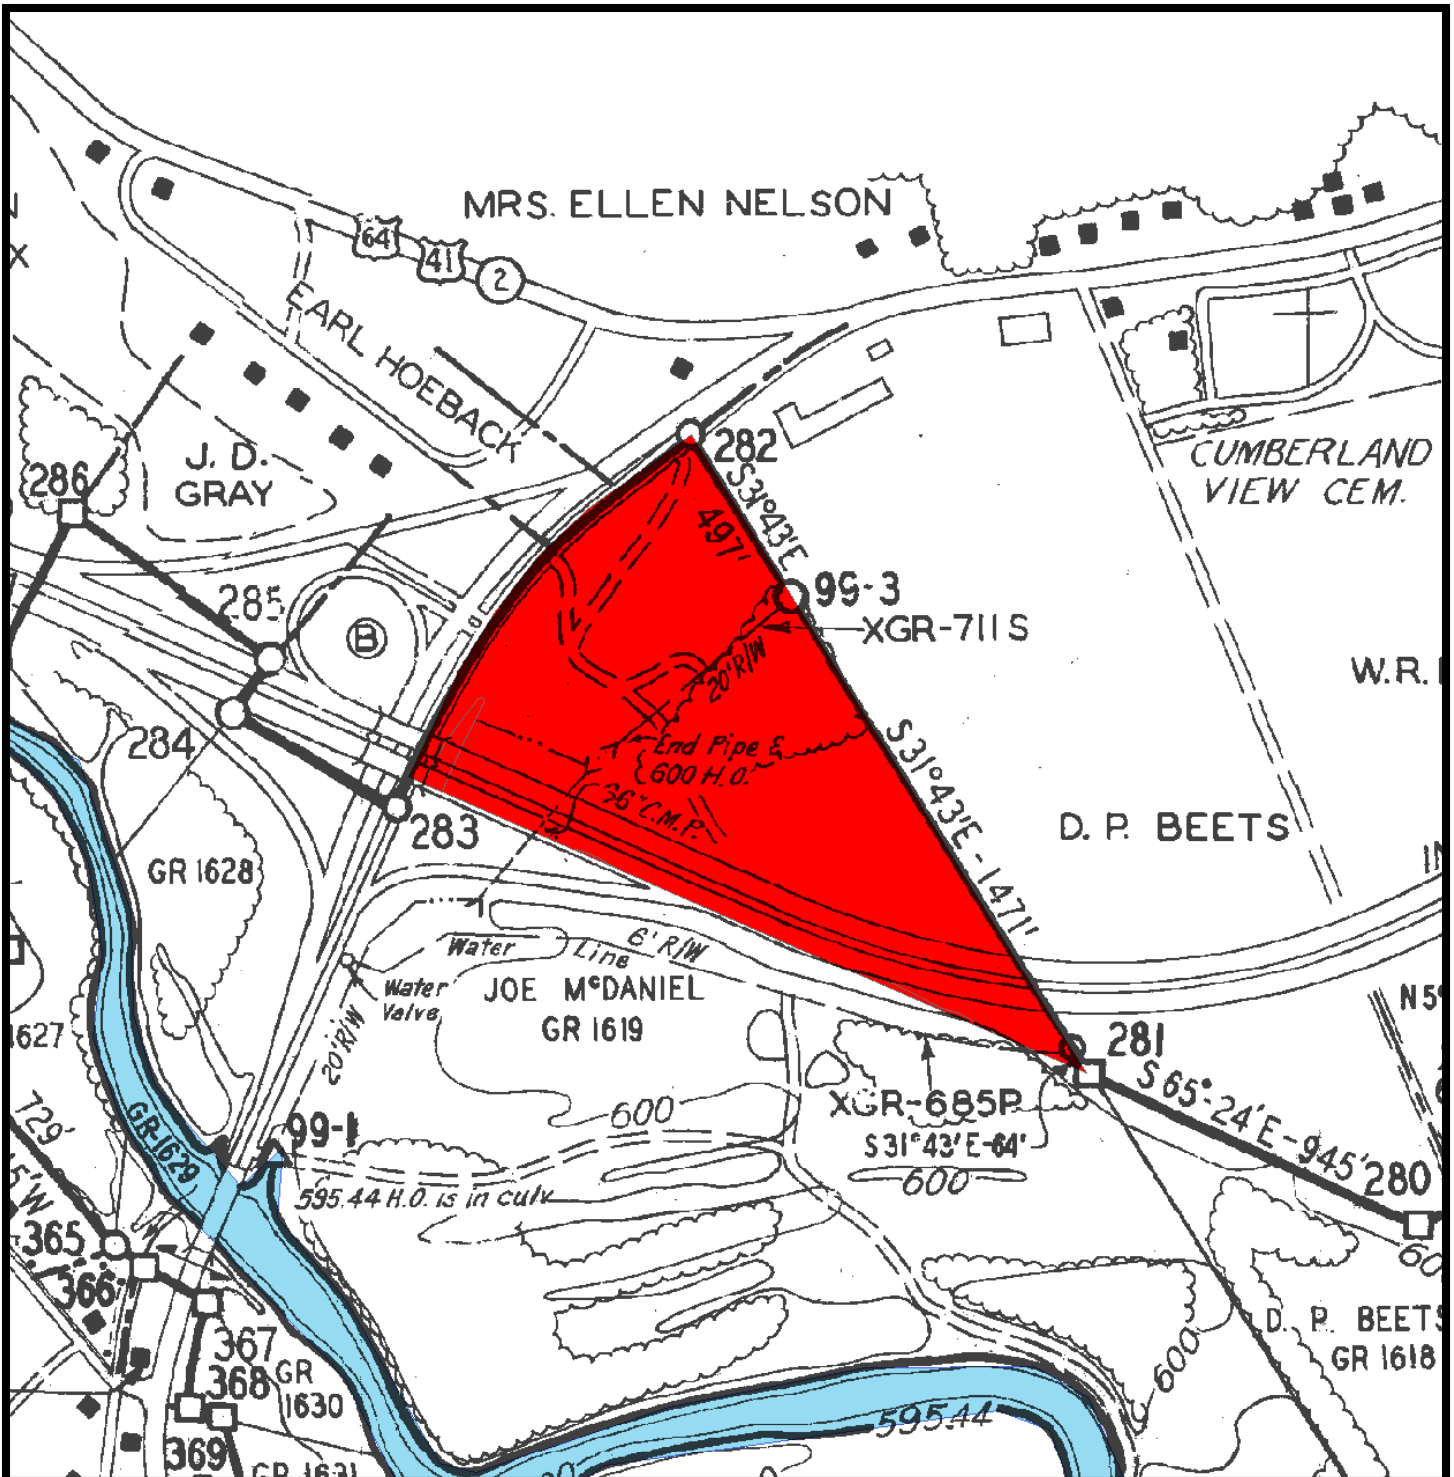 MRS. ELLEN NELSON
64
41
2
EARL HOEBACK
282
J. D.
GRAY
286
CUMBERLAND
VIEW CEM.
S31°43'E
497'
99-3
XGR-711 S
20' R/W
285
B
284
W.R.
End Pipe &
600 H.O.
36" C.M.P.
S 31°43'E - 1471'
D. P. BEETS
283
GR 1628
Water
Line
6' R/W
Water
Valve
JOE McDANIEL
GR 1619
20' R/W
1627
N 5
281
S 65°-24'E - 945'
XGR-685P
S 31°43'E-64'
600
600
729'
GR-1629
99-1
595.44 H.O. is in culv
280
365
366
367
368
369
GR
1630
GR 1631
D. P. BEETS
GR 1618
600
60
595.44